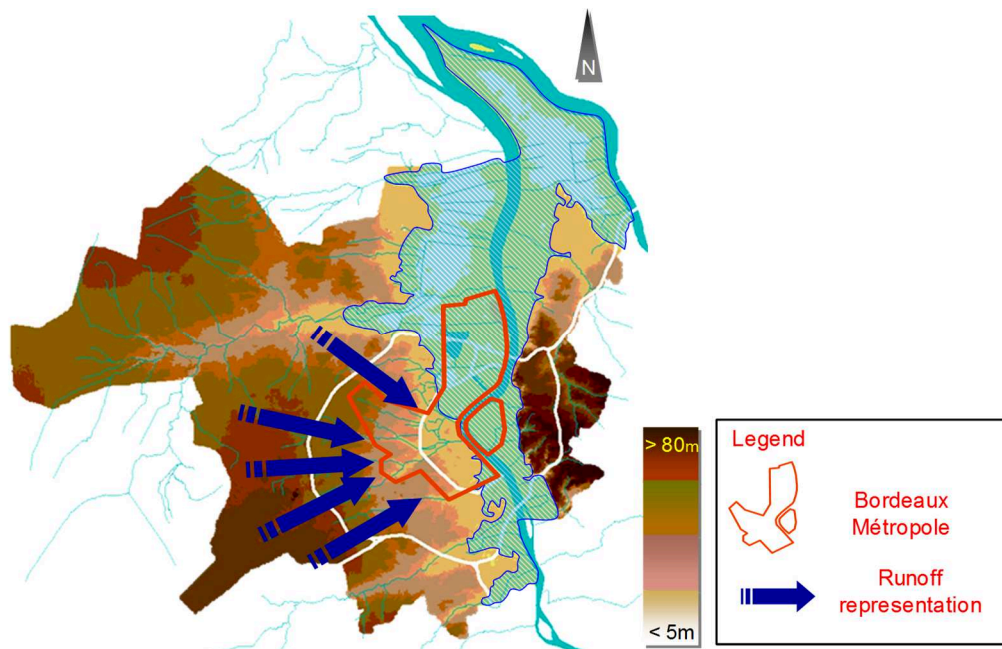 N
> 80m
< 5m
Legend
Bordeaux
Métropole
Runoff
representation